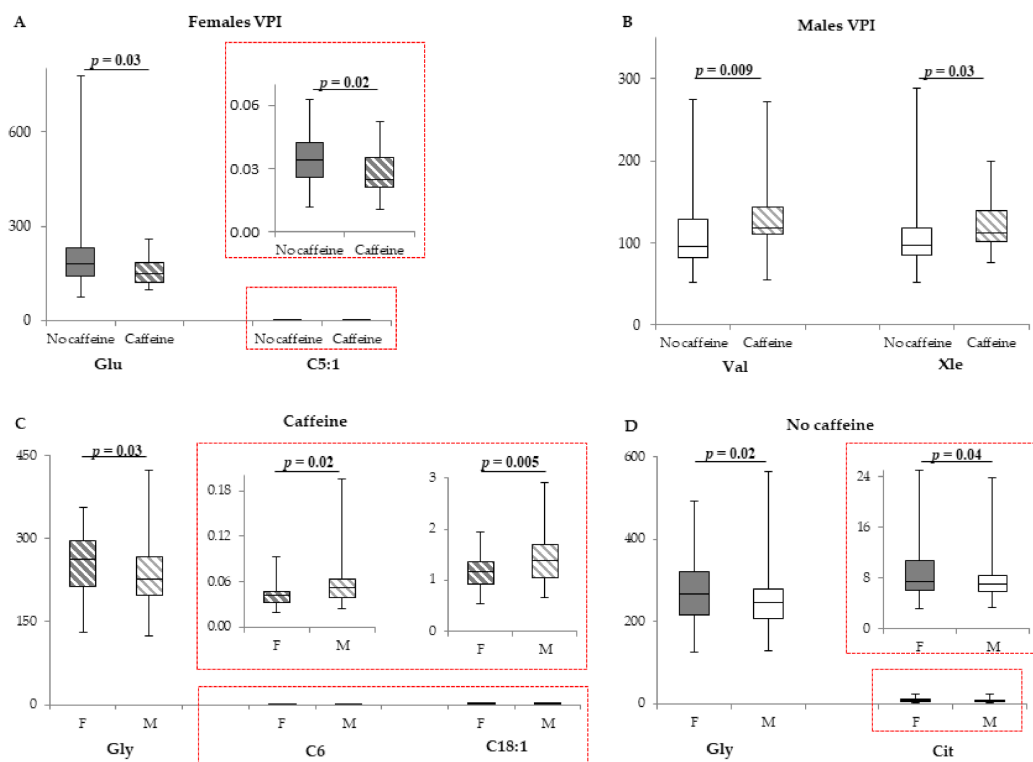 A
Females VPI
p = 0.03
600
300
0
No caffeine Caffeine
Glu
p = 0.02
0.06
0.03
0.00
No caffeine Caffeine
No caffeine Caffeine
C5:1
B
Males VPI
300
250
200
150
100
p = 0.009
p = 0.03
No caffeine Caffeine
Val
No caffeine Caffeine
Xle
C
Caffeine
450
300
150
0
p = 0.03
F M
Gly
p = 0.02
0.18
0.12
0.06
0.00
F M
p = 0.005
3
2
1
0
F M
F M
C6
F M
C18:1
D
No caffeine
600
400
200
0
p = 0.02
F M
Gly
p = 0.04
24
16
8
0
F M
F M
Cit